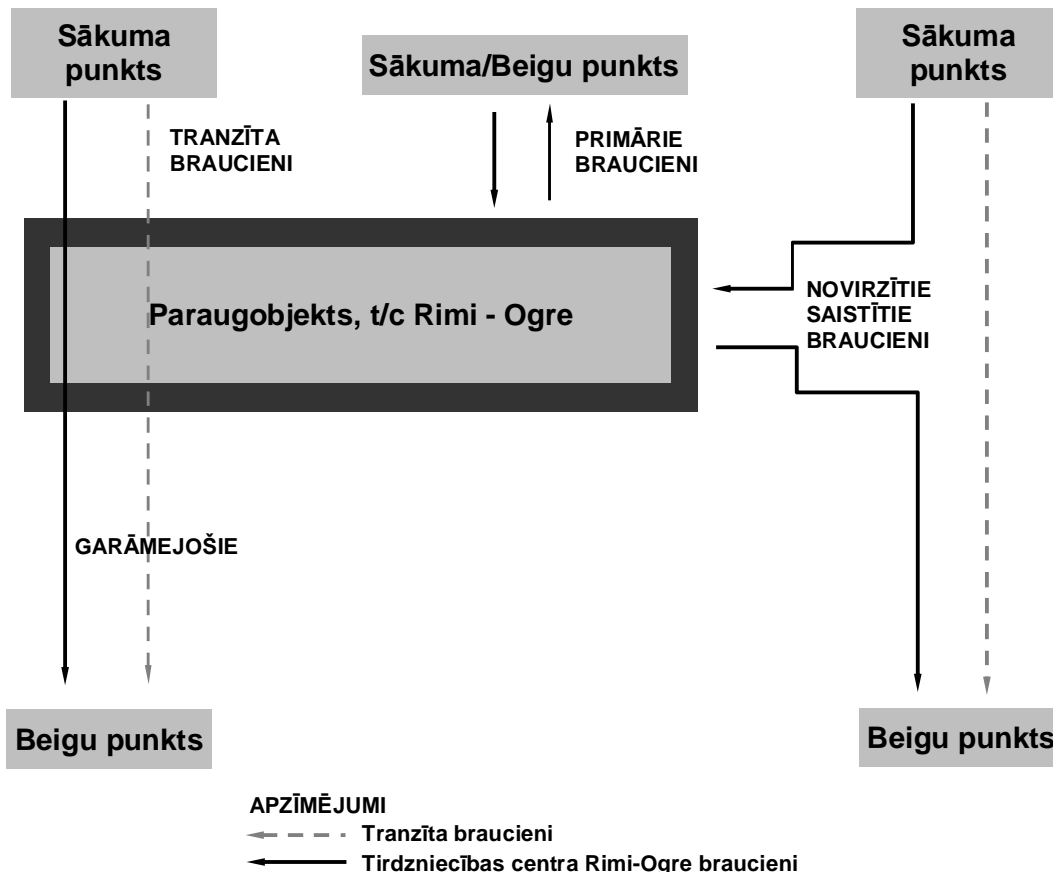 Sākuma
punkts
Sākuma/Beigu punkts
Sākuma
punkts
TRANZĪTA
BRAUCIENI
PRIMĀRIE
BRAUCIENI
Paraugobjekts, t/c Rimi - Ogre
NOVIRZĪTIE
SAISTĪTIE
BRAUCIENI
GARĀMEJOŠIE
Beigu punkts
Beigu punkts
APZĪMĒJUMI
Tranzīta braucieni
Tirdzniecības centra Rimi-Ogre braucieni